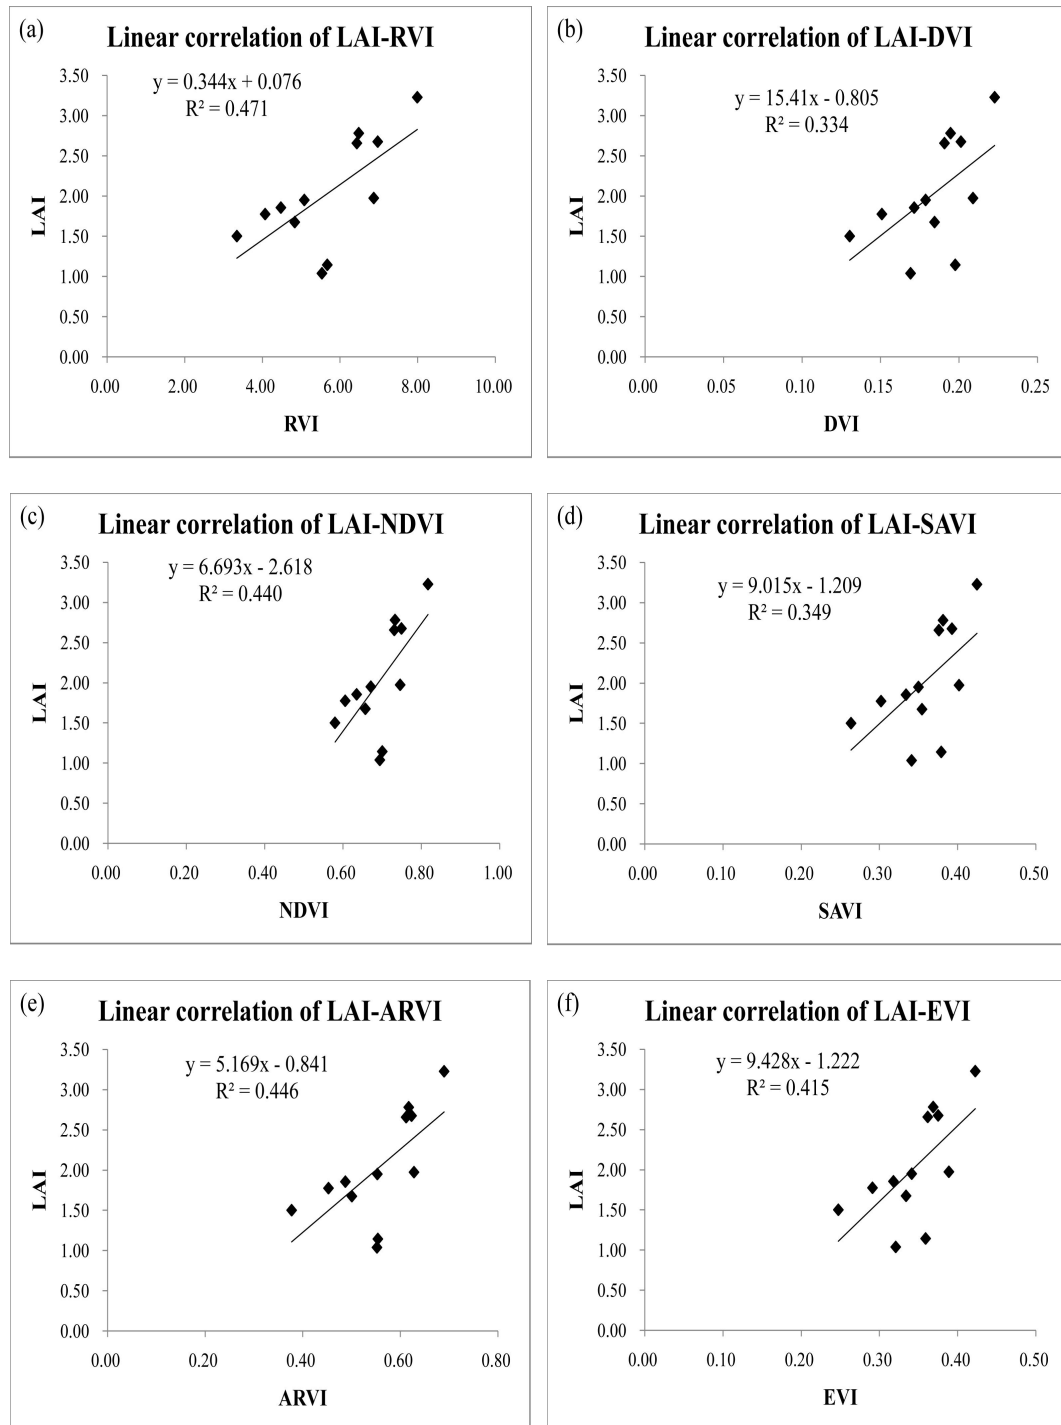 (a)
Linear correlation of LAI-RVI
y = 0.344x + 0.076
R² = 0.471
3.50
3.00
2.50
2.00
1.50
1.00
0.50
0.00
LAI
0.00 2.00 4.00 6.00 8.00 10.00
RVI
(b)
Linear correlation of LAI-DVI
y = 15.41x - 0.805
R² = 0.334
3.50
3.00
2.50
2.00
1.50
1.00
0.50
0.00
LAI
0.00 0.05 0.10 0.15 0.20 0.25
DVI
(c)
Linear correlation of LAI-NDVI
y = 6.693x - 2.618
R² = 0.440
3.50
3.00
2.50
2.00
1.50
1.00
0.50
0.00
LAI
0.00 0.20 0.40 0.60 0.80 1.00
NDVI
(d)
Linear correlation of LAI-SAVI
y = 9.015x - 1.209
R² = 0.349
3.50
3.00
2.50
2.00
1.50
1.00
0.50
0.00
LAI
0.00 0.10 0.20 0.30 0.40 0.50
SAVI
(e)
Linear correlation of LAI-ARVI
y = 5.169x - 0.841
R² = 0.446
3.50
3.00
2.50
2.00
1.50
1.00
0.50
0.00
LAI
0.00 0.20 0.40 0.60 0.80
ARVI
(f)
Linear correlation of LAI-EVI
y = 9.428x - 1.222
R² = 0.415
3.50
3.00
2.50
2.00
1.50
1.00
0.50
0.00
LAI
0.00 0.10 0.20 0.30 0.40 0.50
EVI